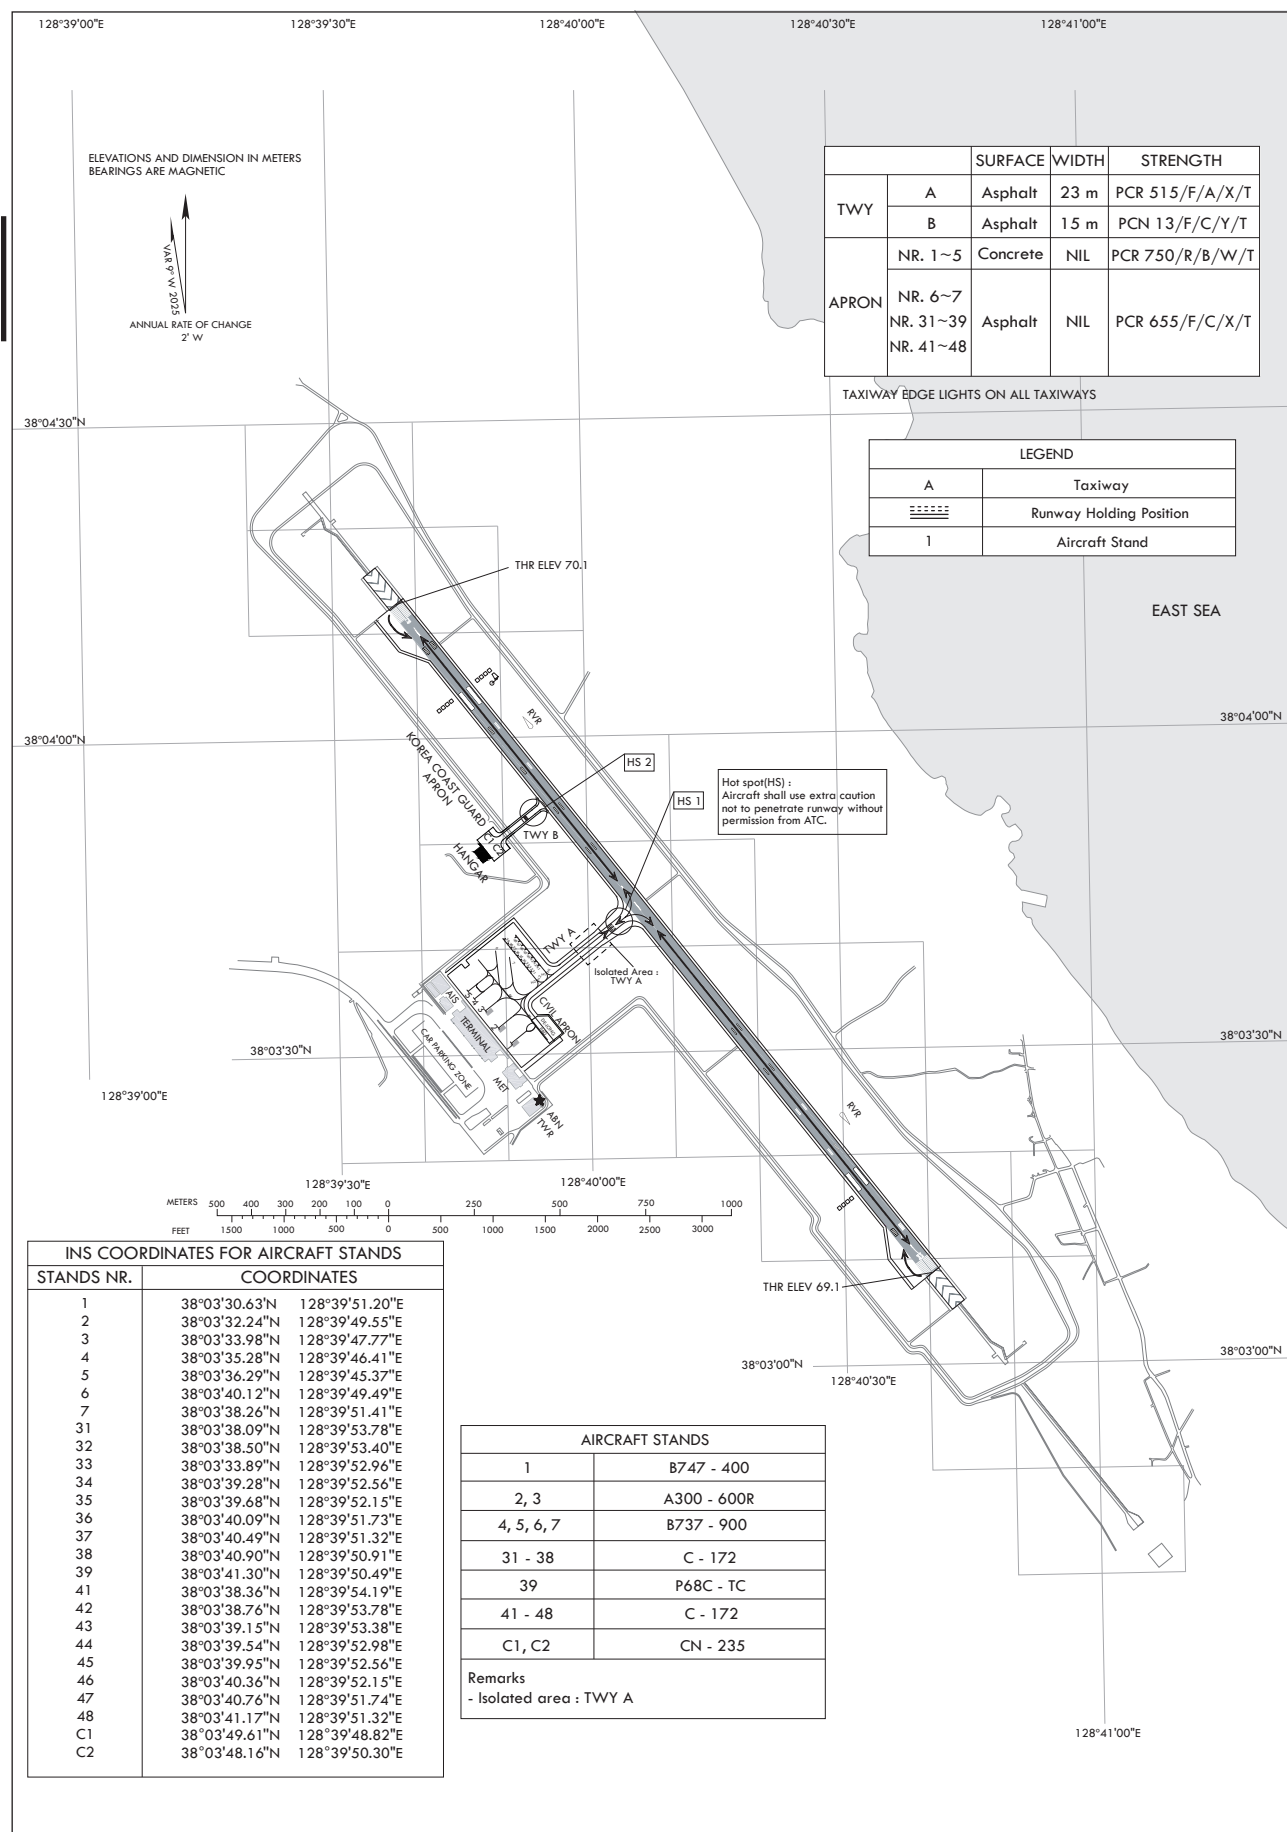 128°39'00"E 128°39'30"E 128°40'00"E 128°40'30"E 128°41'00"E
ELEVATIONS AND DIMENSION IN METERS
BEARINGS ARE MAGNETIC
VAR 9° W 2025
ANNUAL RATE OF CHANGE
2' W
SURFACE WIDTH STRENGTH
TWY
A Asphalt 23 m PCR 515/F/A/X/T
B Asphalt 15 m PCN 13/F/C/Y/T
APRON
NR. 1~5 Concrete NIL PCR 750/R/B/W/T
NR. 6~7
NR. 31~39 Asphalt NIL PCR 655/F/C/X/T
NR. 41~48
TAXIWAY EDGE LIGHTS ON ALL TAXIWAYS
38°04'30"N
LEGEND
A Taxiway
Runway Holding Position
1 Aircraft Stand
THR ELEV 70.1
EAST SEA
RVR
38°04'00"N
38°04'00"N
KOREA COAST GUARD
APRON
HS 2
HS 1
Hot spot(HS) :
Aircraft shall use extra caution
not to penetrate runway without
permission from ATC.
TWY B
C1 C2
HANGAR
TWY A
Isolated Area :
TWY A
CIVIL APRON
AIS
5 4 3 2 1
TERMINAL
CAR PARKING ZONE
MET
ABN
TWR
38°03'30"N
38°03'30"N
RVR
128°39'00"E
128°39'30"E
128°40'00"E
METERS 500 400 300 200 100 0 250 500 750 1000
FEET 1500 1000 500 0 500 1000 1500 2000 2500 3000
THR ELEV 69.1
38°03'00"N
38°03'00"N
128°40'30"E
INS COORDINATES FOR AIRCRAFT STANDS
STANDS NR. COORDINATES
1 38°03'30.63'N 128°39'51.20"E
2 38°03'32.24"N 128°39'49.55"E
3 38°03'33.98"N 128°39'47.77"E
4 38°03'35.28"N 128°39'46.41"E
5 38°03'36.29"N 128°39'45.37"E
6 38°03'40.12"N 128°39'49.49"E
7 38°03'38.26"N 128°39'51.41"E
31 38°03'38.09"N 128°39'53.78"E
32 38°03'38.50"N 128°39'53.40"E
33 38°03'33.89"N 128°39'52.96"E
34 38°03'39.28"N 128°39'52.56"E
35 38°03'39.68"N 128°39'52.15"E
36 38°03'40.09"N 128°39'51.73"E
37 38°03'40.49"N 128°39'51.32"E
38 38°03'40.90"N 128°39'50.91"E
39 38°03'41.30"N 128°39'50.49"E
41 38°03'38.36"N 128°39'54.19"E
42 38°03'38.76"N 128°39'53.78"E
43 38°03'39.15"N 128°39'53.38"E
44 38°03'39.54"N 128°39'52.98"E
45 38°03'39.95"N 128°39'52.56"E
46 38°03'40.36"N 128°39'52.15"E
47 38°03'40.76"N 128°39'51.74"E
48 38°03'41.17"N 128°39'51.32"E
C1 38°03'49.61"N 128°39'48.82"E
C2 38°03'48.16"N 128°39'50.30"E
AIRCRAFT STANDS
1 B747 - 400
2, 3 A300 - 600R
4, 5, 6, 7 B737 - 900
31 - 38 C - 172
39 P68C - TC
41 - 48 C - 172
C1, C2 CN - 235
Remarks
- Isolated area : TWY A
128°41'00"E